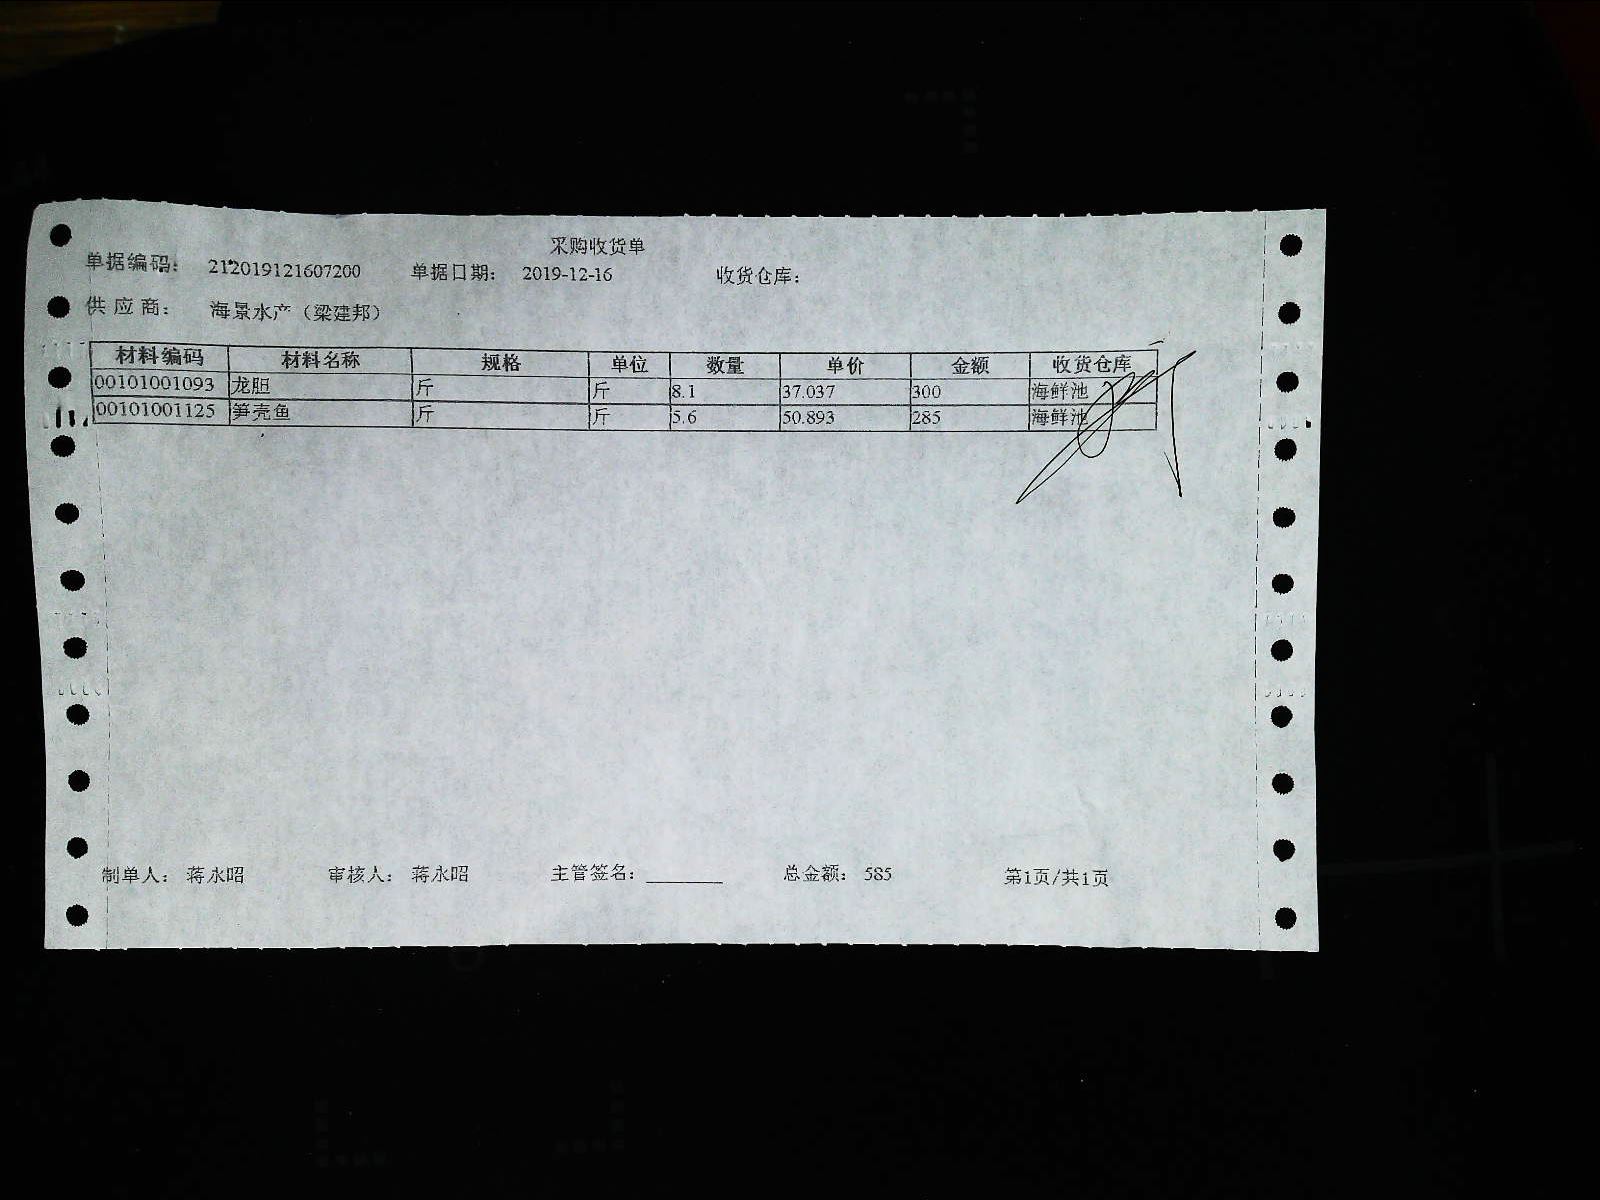 采购收货单
单据编码: 212019121607200 单据日期: 2019-12-16 收货仓库:
供应商: 海景水产（梁建邦）
材料编码 材料名称 规格 单位 数量 单价 金额 收货仓库
00101001093 龙胆 斤 斤 8.1 37.037 300 海鲜池
00101001125 笋壳鱼 斤 斤 5.6 50.893 285 海鲜池
制单人: 蒋永昭 审核人: 蒋永昭 主管签名:______ 总金额: 585 第1页/共1页